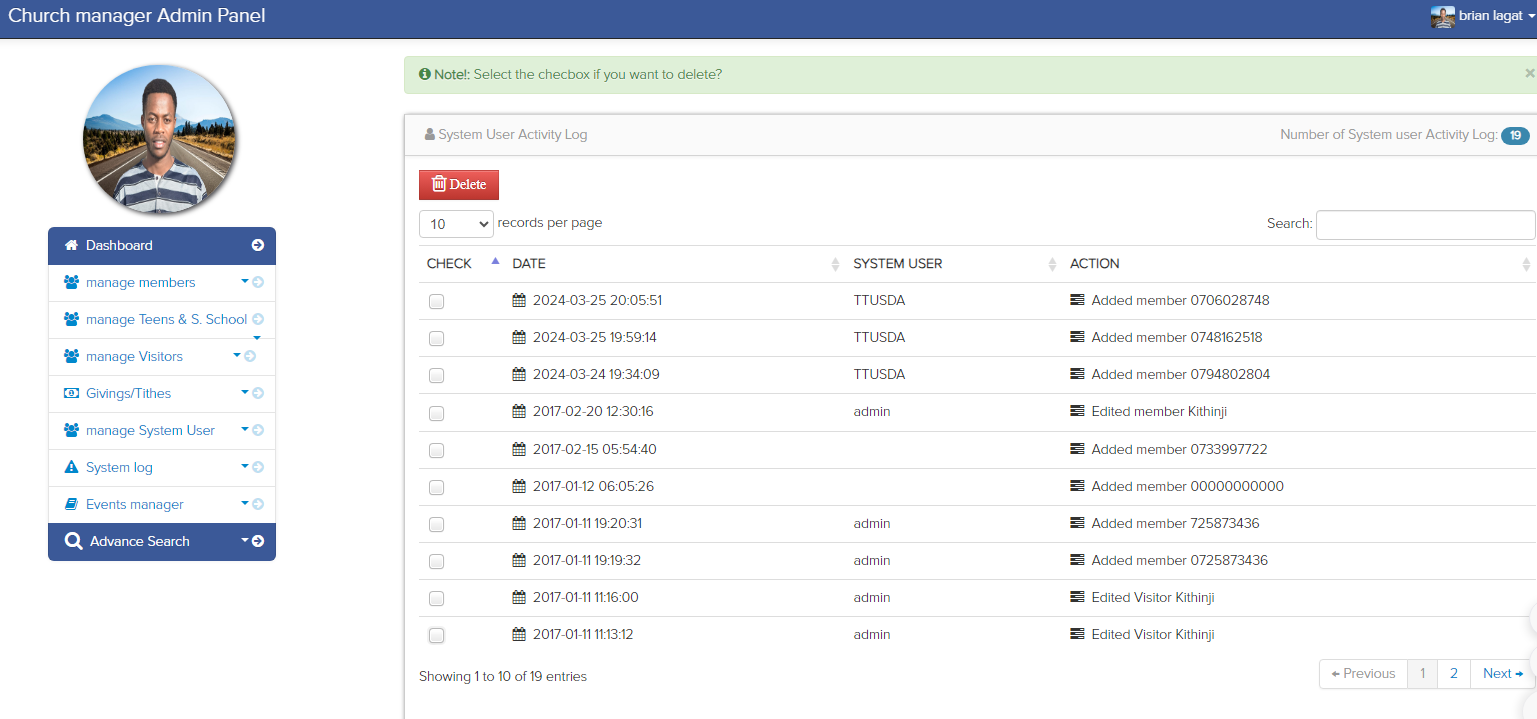 Church manager Admin Panel
brian lagat
Note!: Select the checbox if you want to delete?
×
Dashboard
manage members
manage Teens & S. School
manage Visitors
Givings/Tithes
manage System User
System log
Events manager
Advance Search
System User Activity Log
Number of System user Activity Log: 19
Delete
10 records per page
Search:
CHECK DATE SYSTEM USER ACTION
2024-03-25 20:05:51 TTUSDA Added member 0706028748
2024-03-25 19:59:14 TTUSDA Added member 0748162518
2024-03-24 19:34:09 TTUSDA Added member 0794802804
2017-02-20 12:30:16 admin Edited member Kithinji
2017-02-15 05:54:40 Added member 0733997722
2017-01-12 06:05:26 Added member 00000000000
2017-01-11 19:20:31 admin Added member 725873436
2017-01-11 19:19:32 admin Added member 0725873436
2017-01-11 11:16:00 admin Edited Visitor Kithinji
2017-01-11 11:13:12 admin Edited Visitor Kithinji
Showing 1 to 10 of 19 entries
← Previous 1 2 Next →